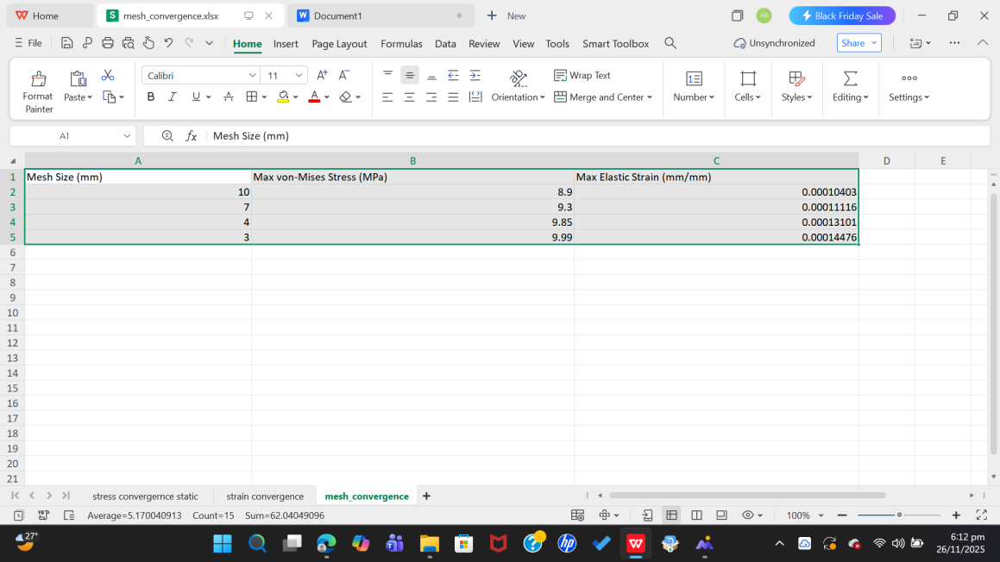 Home
mesh_convergence.xlsx
Document1
New
AB
Black Friday Sale
File
Home Insert Page Layout Formulas Data Review View Tools Smart Toolbox
Unsynchronized
Share
Format Painter
Paste
Calibri
11
A+ A-
B I U A
Orientation
Wrap Text
Merge and Center
Number
Cells
Styles
Editing
Settings
A1
fx
Mesh Size (mm)
A B C D E
1 Mesh Size (mm) Max von-Mises Stress (MPa) Max Elastic Strain (mm/mm)
2 10 8.9 0.00010403
3 7 9.3 0.00011116
4 4 9.85 0.00013101
5 3 9.99 0.00014476
6
7
8
9
10
11
12
13
14
15
16
17
18
19
20
21
stress convergernce static strain convergence mesh_convergence
Average=5.170040913 Count=15 Sum=62.04049096
100%
27°
6:12 pm
26/11/2025